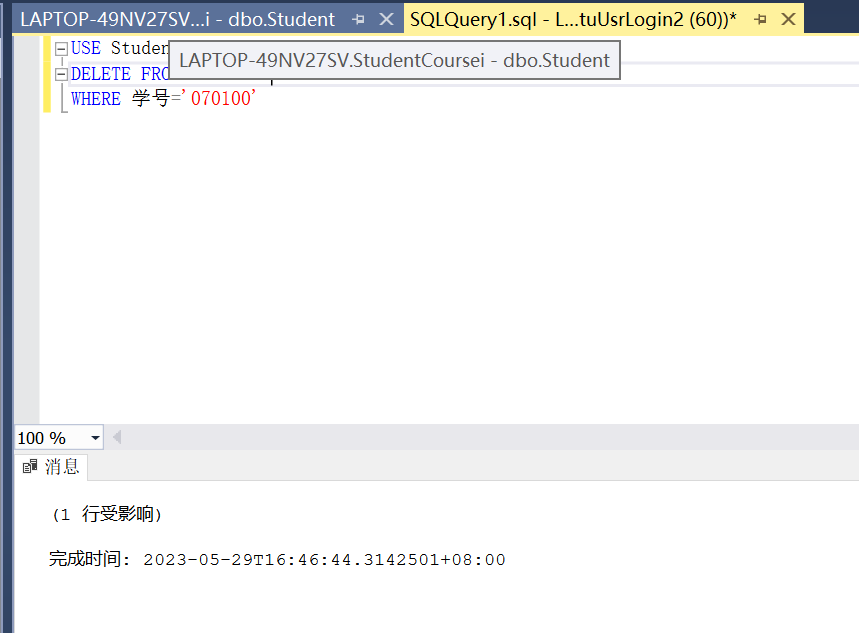 LAPTOP-49NV27SV...i - dbo.Student
SQLQuery1.sql - L...tuUsrLogin2 (60))*
USE Studen
LAPTOP-49NV27SV.StudentCoursei - dbo.Student
DELETE FRO
WHERE 学号='070100'
100 %
消息
(1 行受影响)
完成时间: 2023-05-29T16:46:44.3142501+08:00